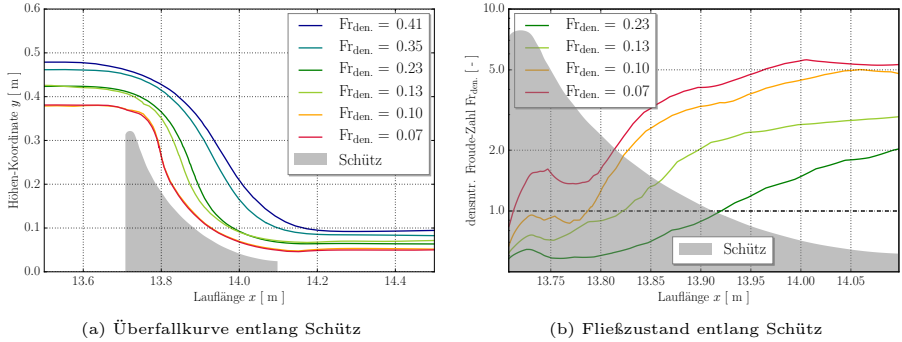 0.6
0.5
0.4
0.3
0.2
0.1
0.0
Höhen-Koordinate y [ m ]
13.6 13.8 14.0 14.2 14.4
Lauflänge x [ m ]
Fr_den. = 0.41
Fr_den. = 0.35
Fr_den. = 0.23
Fr_den. = 0.13
Fr_den. = 0.10
Fr_den. = 0.07
Schütz
(a) Überfallkurve entlang Schütz
10.0
5.0
2.0
1.0
densntr. Froude-Zahl Fr_den. [ - ]
13.75 13.80 13.85 13.90 13.95 14.00 14.05
Lauflänge x [ m ]
Fr_den. = 0.23
Fr_den. = 0.13
Fr_den. = 0.10
Fr_den. = 0.07
Schütz
(b) Fließzustand entlang Schütz